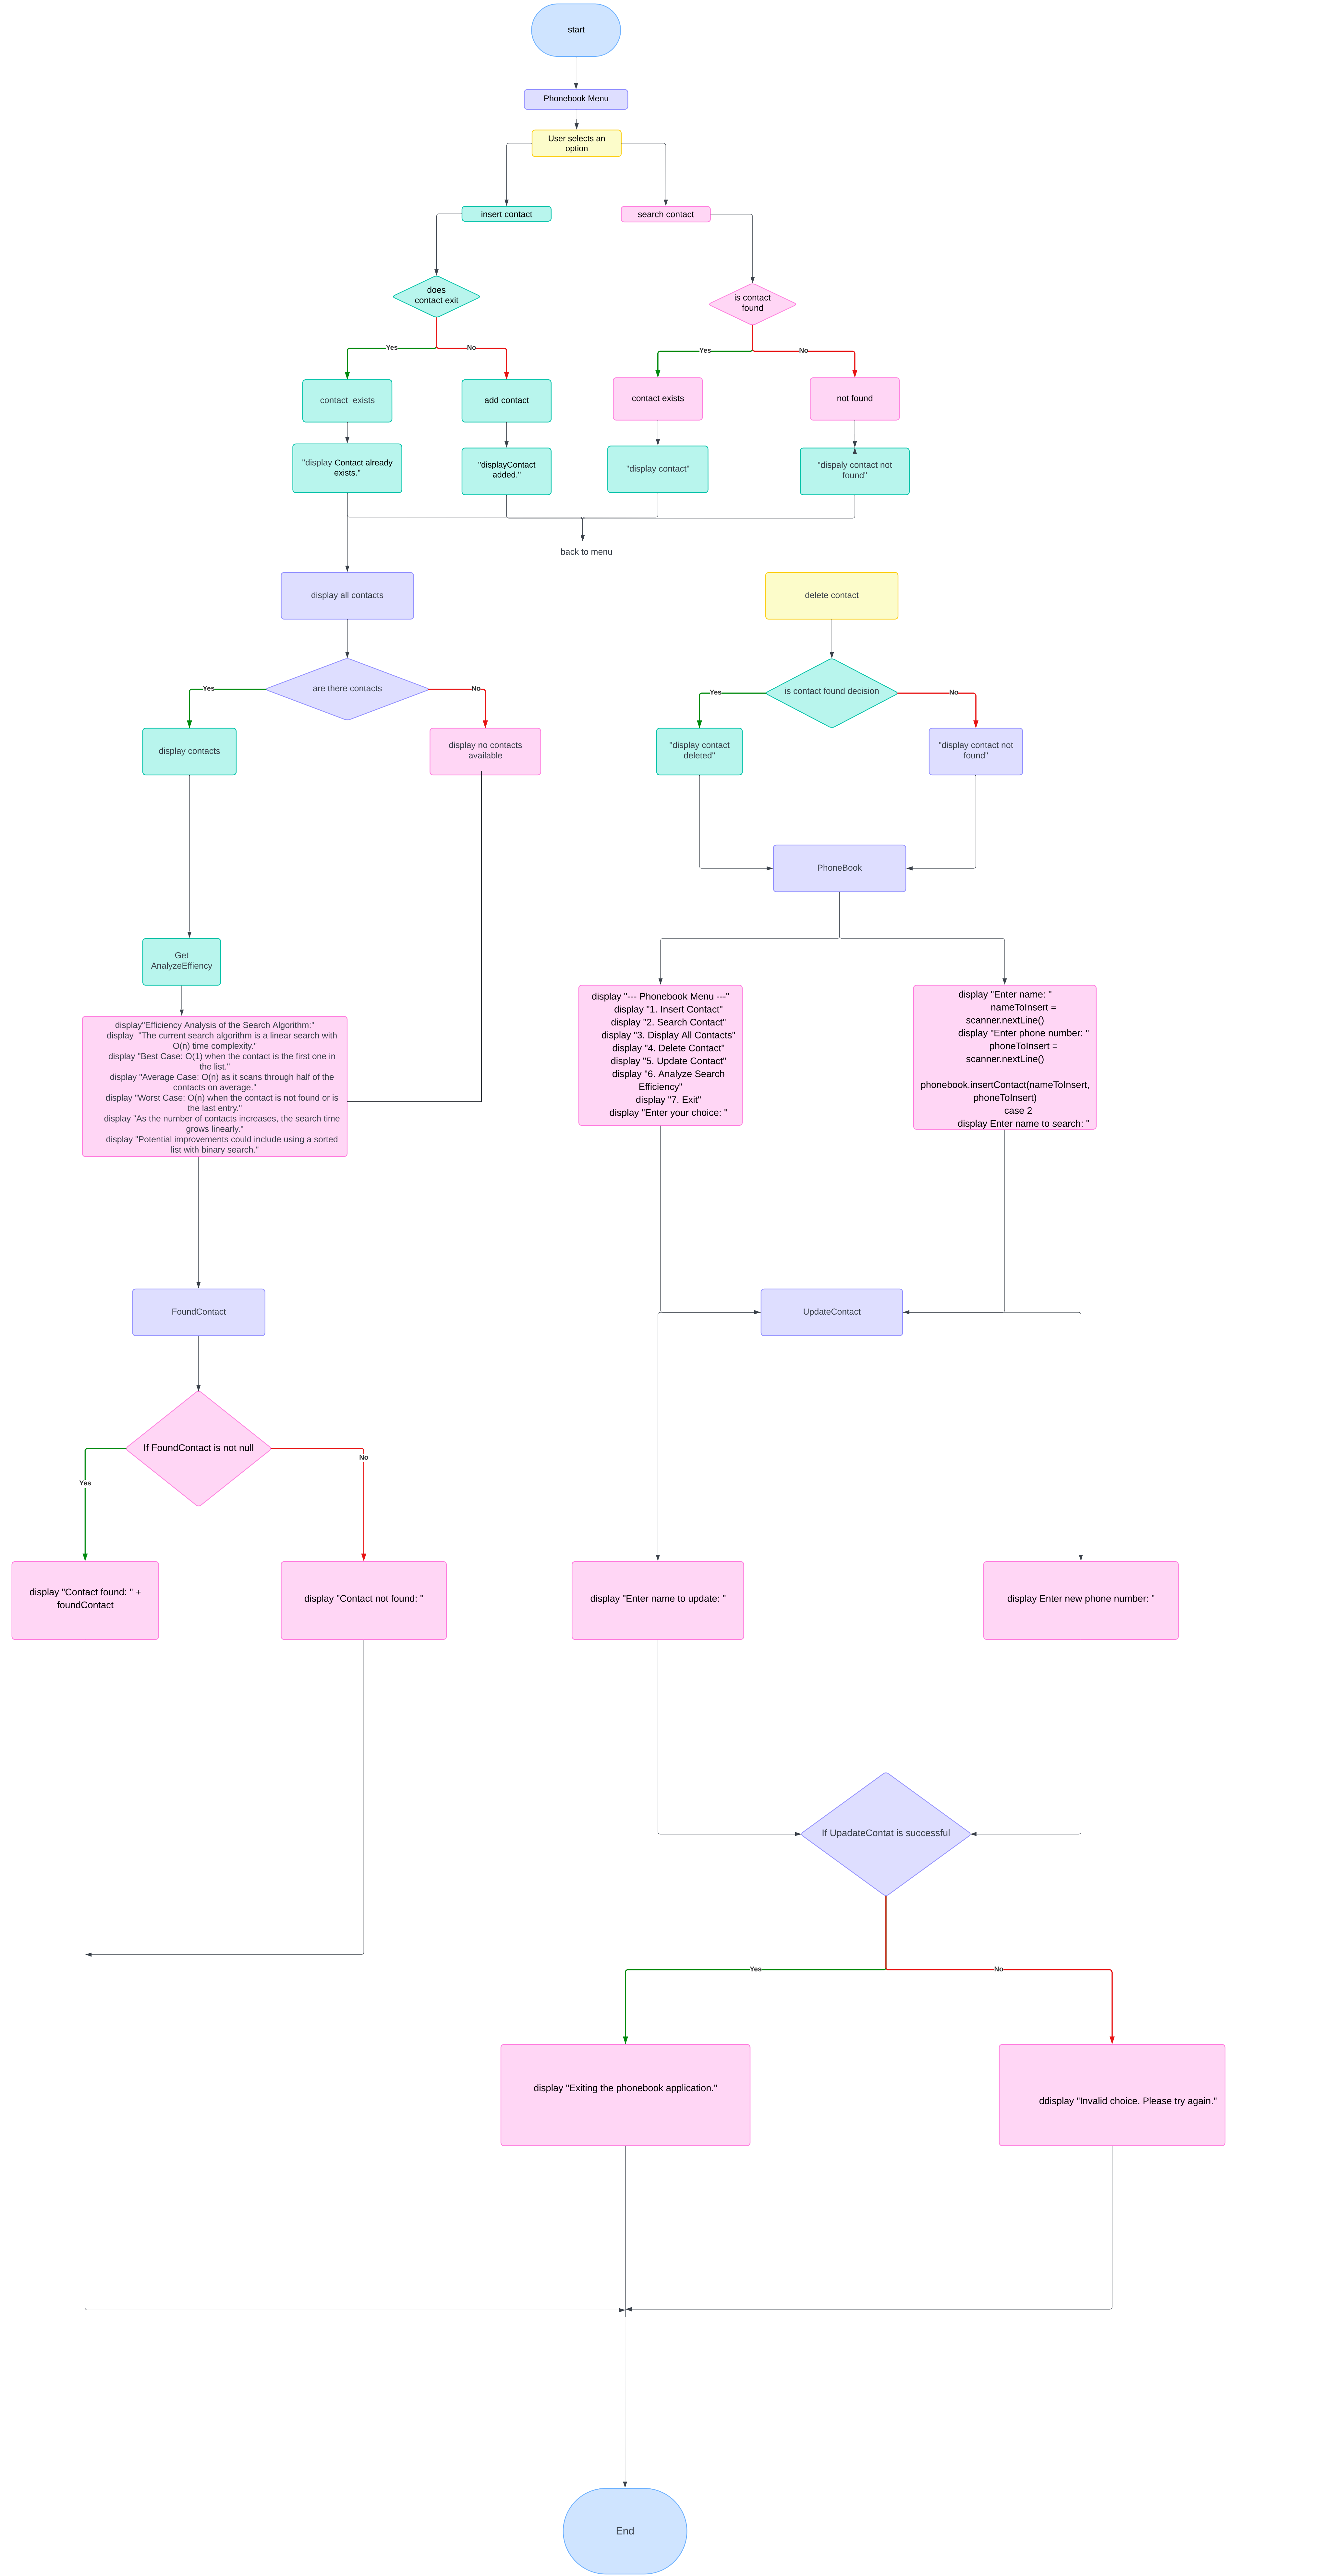 start
Phonebook Menu
User selects an
option
insert contact
search contact
does
contact exit
is contact
found
Yes
No
Yes
No
contact  exists
add contact
contact exists
not found
"display Contact already
exists."
"displayContact
added."
"display contact"
"dispaly contact not
found"
back to menu
display all contacts
delete contact
are there contacts
is contact found decision
Yes
No
Yes
No
display contacts
display no contacts
available
"display contact
deleted"
"display contact not
found"
PhoneBook
Get
AnalyzeEffiency
display "--- Phonebook Menu ---"
display "1. Insert Contact"
display "2. Search Contact"
display "3. Display All Contacts"
display "4. Delete Contact"
display "5. Update Contact"
display "6. Analyze Search
Efficiency"
display "7. Exit"
display "Enter your choice: "
display "Enter name: "
nameToInsert =
scanner.nextLine()
display "Enter phone number: "
phoneToInsert =
scanner.nextLine()
phonebook.insertContact(nameToInsert,
phoneToInsert)
case 2
display Enter name to search: "
display"Efficiency Analysis of the Search Algorithm:"
display  "The current search algorithm is a linear search with
O(n) time complexity."
display "Best Case: O(1) when the contact is the first one in
the list."
display "Average Case: O(n) as it scans through half of the
contacts on average."
display "Worst Case: O(n) when the contact is not found or is
the last entry."
display "As the number of contacts increases, the search time
grows linearly."
display "Potential improvements could include using a sorted
list with binary search."
FoundContact
UpdateContact
If FoundContact is not null
Yes
No
display "Contact found: " +
foundContact
display "Contact not found: "
display "Enter name to update: "
display Enter new phone number: "
If UpadateContat is successful
Yes
No
display "Exiting the phonebook application."
ddisplay "Invalid choice. Please try again."
End